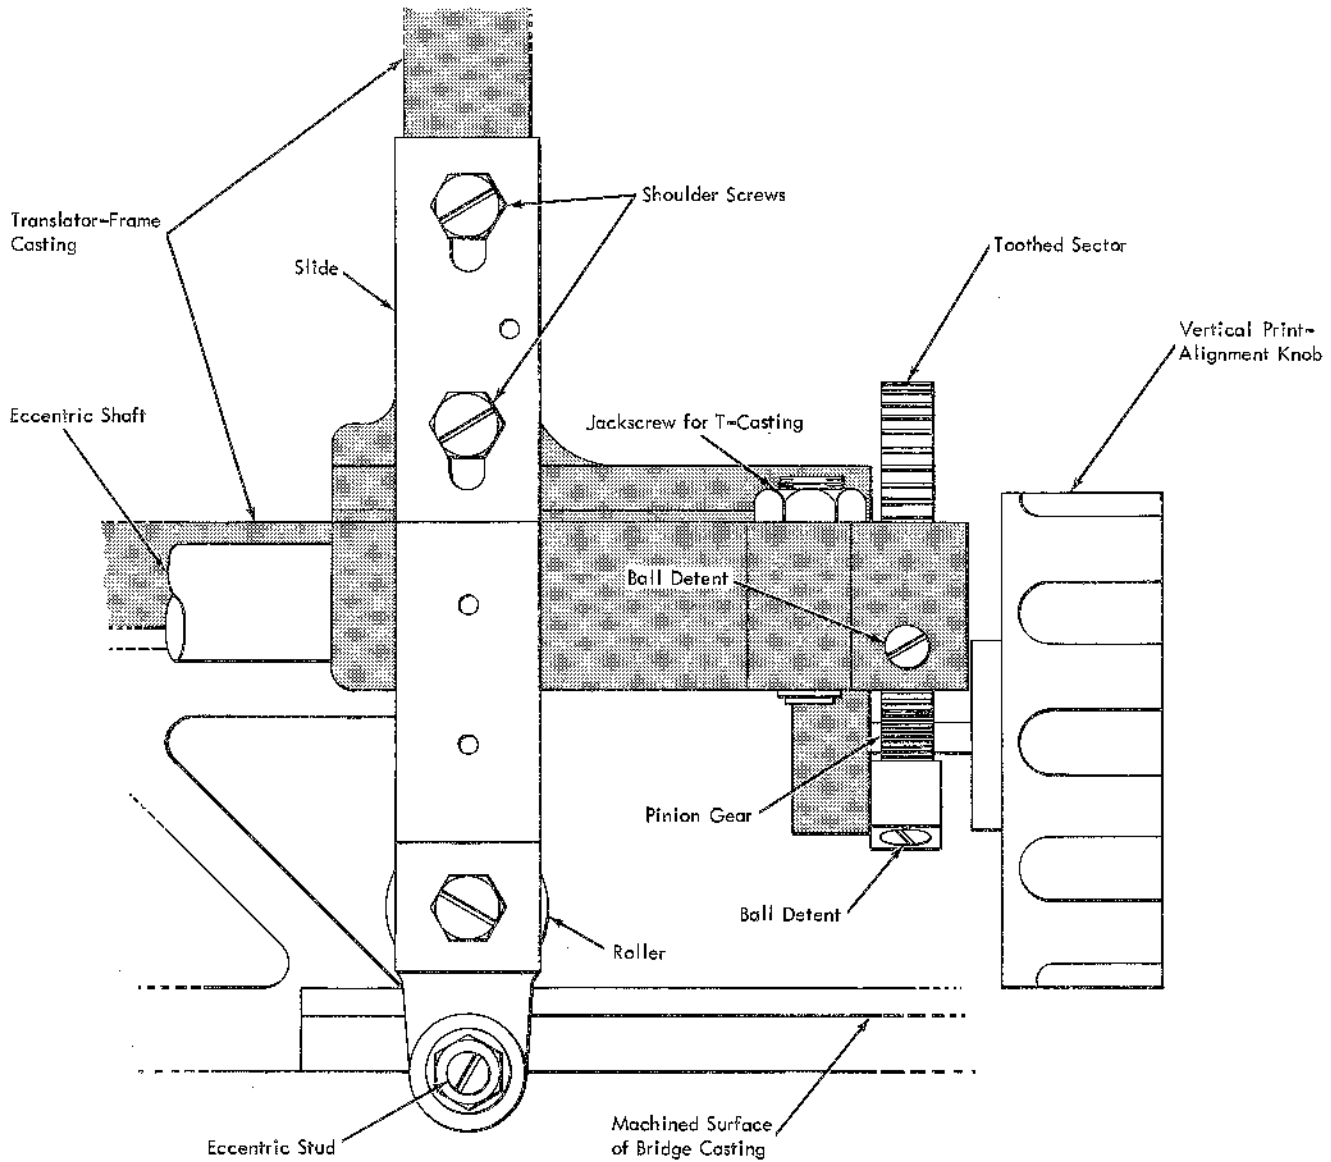 Translator-Frame
Casting
Shoulder Screws
Slide
Toothed Sector
Vertical Print-
Alignment Knob
Eccentric Shaft
Jackscrew for T-Casting
Ball Detent
Pinion Gear
Ball Detent
Roller
Machined Surface
of Bridge Casting
Eccentric Stud